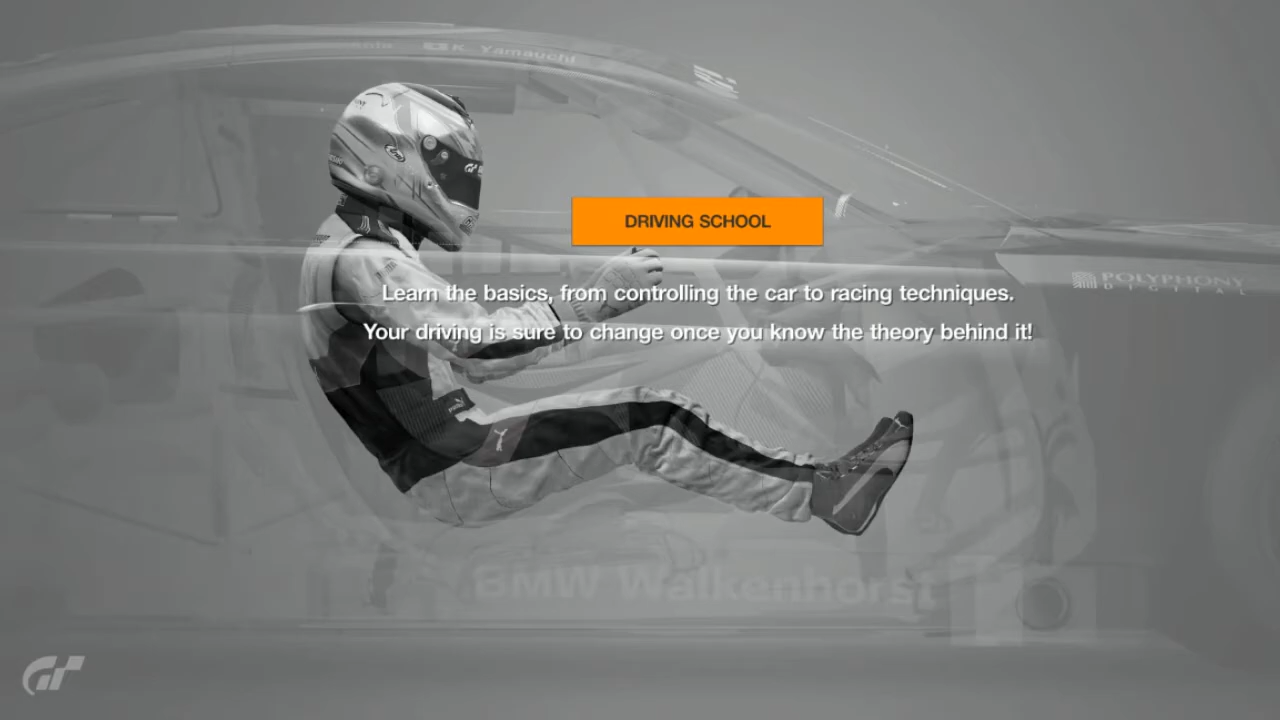 K. Yamauchi
DRIVING SCHOOL
POLYPHONY
DIGITAL
Learn the basics, from controlling the car to racing techniques.
Your driving is sure to change once you know the theory behind it!
BMW Walkenhorst
GT